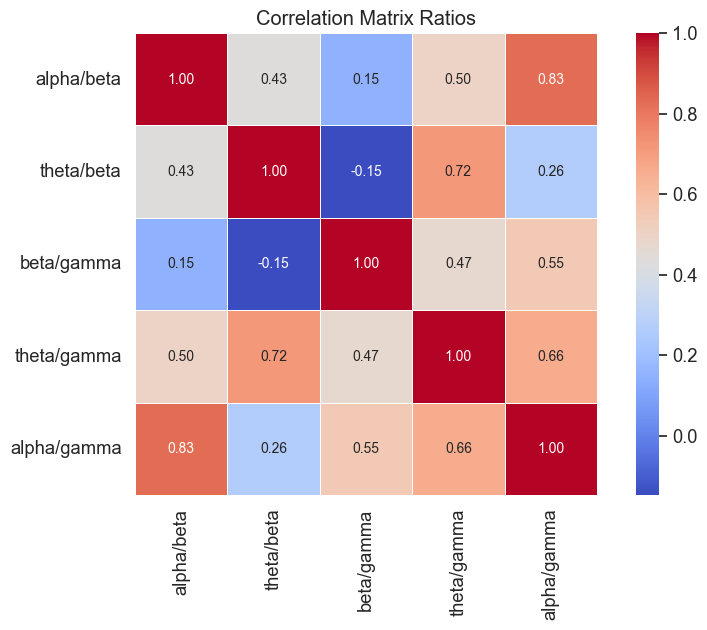 Correlation Matrix Ratios
alpha/beta 1.00 0.43 0.15 0.50 0.83
theta/beta 0.43 1.00 -0.15 0.72 0.26
beta/gamma 0.15 -0.15 1.00 0.47 0.55
theta/gamma 0.50 0.72 0.47 1.00 0.66
alpha/gamma 0.83 0.26 0.55 0.66 1.00
alpha/beta
theta/beta
beta/gamma
theta/gamma
alpha/gamma
1.0
0.8
0.6
0.4
0.2
0.0